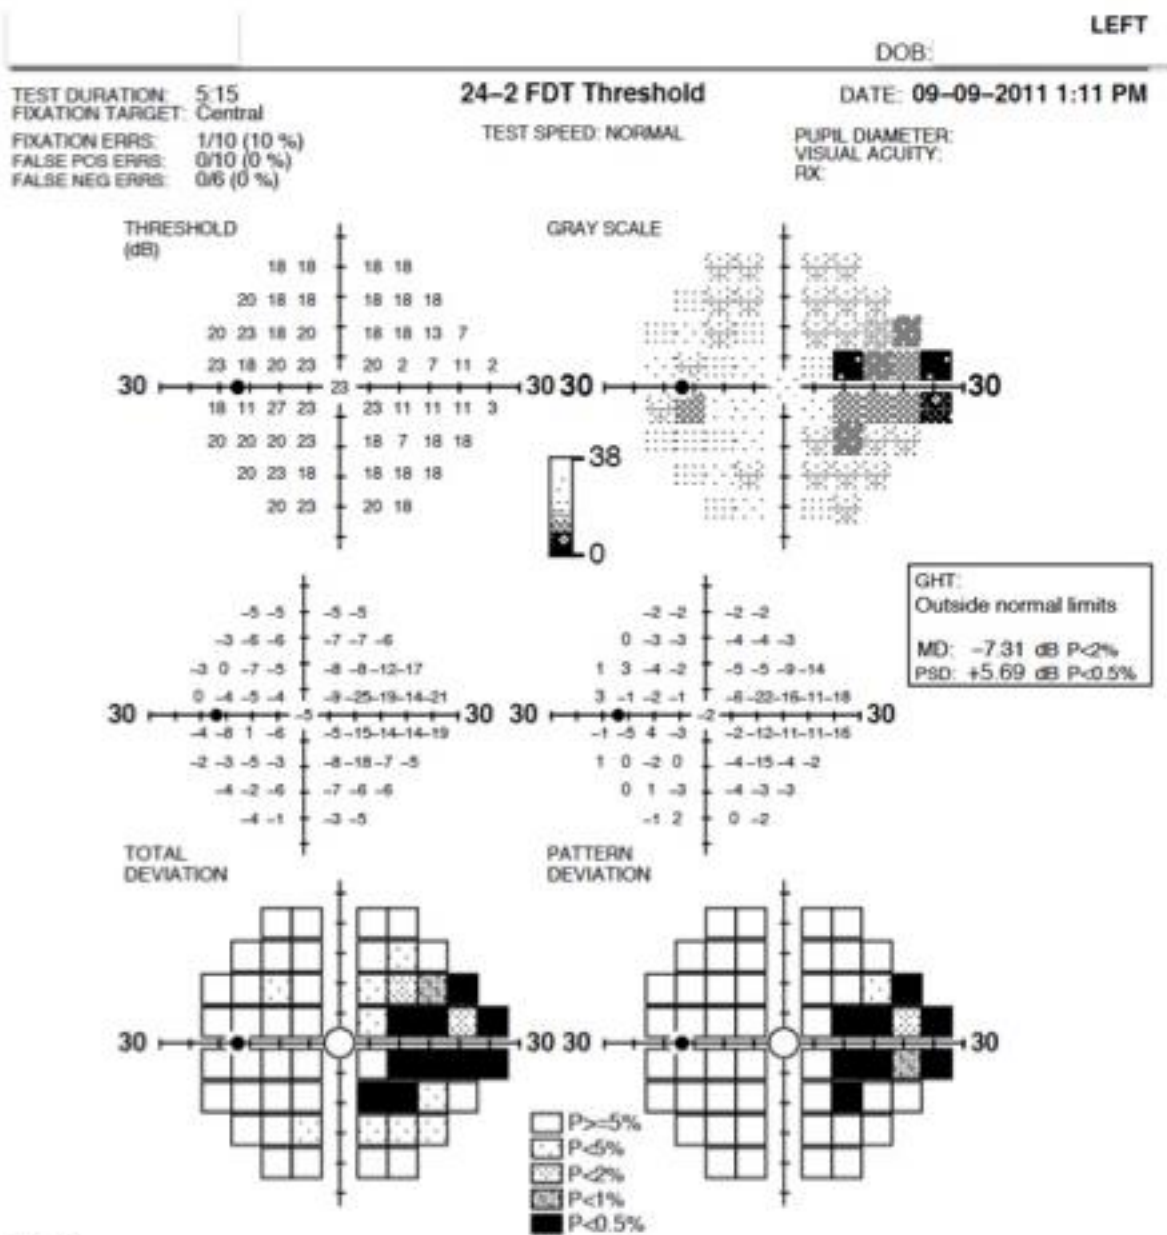 LEFT
DOB:
TEST DURATION: 5:15
FIXATION TARGET: Central
FIXATION ERRS: 1/10 (10 %)
FALSE POS ERRS: 0/10 (0 %)
FALSE NEG ERRS: 0/6 (0 %)
24-2 FDT Threshold
TEST SPEED: NORMAL
DATE: 09-09-2011 1:11 PM
PUPIL DIAMETER:
VISUAL ACUITY:
RX:
THRESHOLD
(dB)
18 18 18 18
20 18 18 18 18 18
20 23 18 20 18 18 13 7
23 18 20 23 20 2 7 11 2
30 23 30
18 11 27 23 23 11 11 11 3
20 20 20 23 18 7 18 18
20 23 18 18 18 18
20 23 20 18
GRAY SCALE
30 30
38
0
-5 -5 -5 -5
-3 -6 -6 -7 -7 -6
-3 0 -7 -5 -8 -8 -12 -17
0 -4 -5 -4 -9 -25 -19 -14 -21
30 -5 30
-4 -8 1 -6 -5 -15 -14 -14 -19
-2 -3 -5 -3 -8 -18 -7 -5
-4 -2 -6 -7 -6 -6
-4 -1 -3 -5
TOTAL
DEVIATION
-2 -2 -2 -2
0 -3 -3 -4 -4 -3
1 3 -4 -2 -5 -5 -9 -14
3 -1 -2 -1 -6 -22 -16 -11 -18
30 -2 30
-1 -5 4 -3 -2 -12 -11 -11 -16
1 0 -2 0 -4 -15 -4 -2
0 1 -3 -4 -3 -3
-1 2 0 -2
PATTERN
DEVIATION
GHT:
Outside normal limits
MD: -7.31 dB P<2%
PSD: +5.69 dB P<0.5%
30 30
30 30
P>=5%
P<5%
P<2%
P<1%
P<0.5%